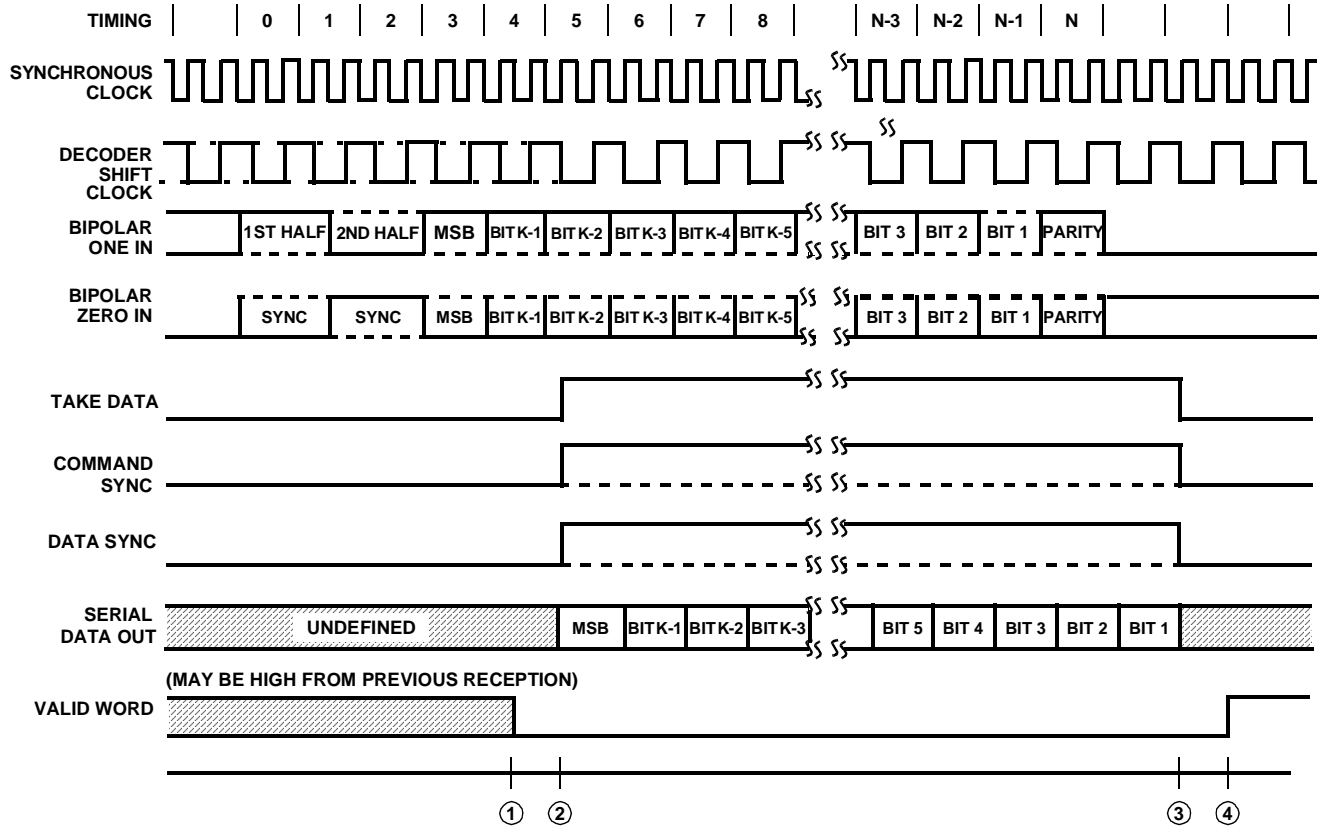 TIMING 0 1 2 3 4 5 6 7 8 N-3 N-2 N-1 N
SYNCHRONOUS
CLOCK
DECODER
SHIFT
CLOCK
BIPOLAR
ONE IN
1ST HALF 2ND HALF MSB BIT K-1 BIT K-2 BIT K-3 BIT K-4 BIT K-5 BIT 3 BIT 2 BIT 1 PARITY
BIPOLAR
ZERO IN
SYNC SYNC MSB BIT K-1 BIT K-2 BIT K-3 BIT K-4 BIT K-5 BIT 3 BIT 2 BIT 1 PARITY
TAKE DATA
COMMAND
SYNC
DATA SYNC
SERIAL
DATA OUT
UNDEFINED MSB BIT K-1 BIT K-2 BIT K-3 BIT 5 BIT 4 BIT 3 BIT 2 BIT 1
(MAY BE HIGH FROM PREVIOUS RECEPTION)
VALID WORD
1 2 3 4